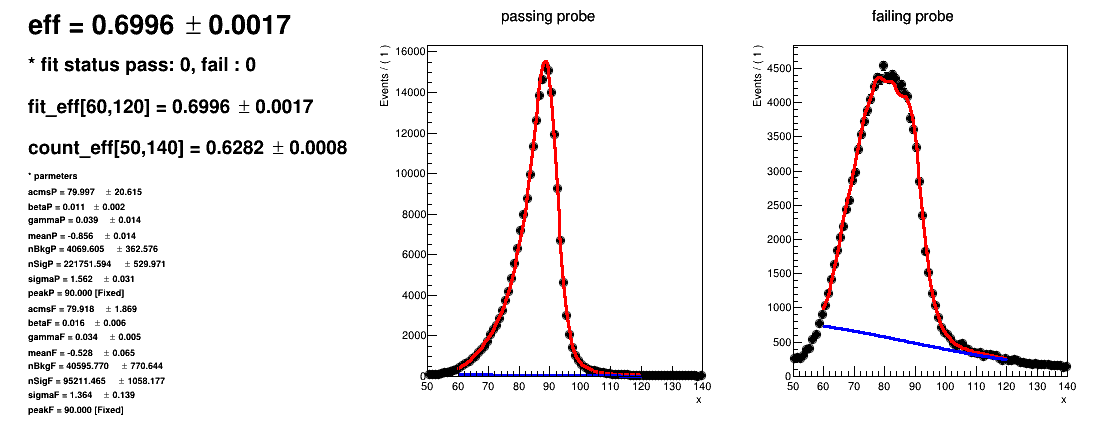 eff = 0.6996 ± 0.0017
* fit status pass: 0, fail : 0
fit_eff[60,120] = 0.6996 ± 0.0017
count_eff[50,140] = 0.6282 ± 0.0008
* parmeters
acmsP = 79.997 ± 20.615
betaP = 0.011 ± 0.002
gammaP = 0.039 ± 0.014
meanP = -0.856 ± 0.014
nBkgP = 4069.605 ± 362.576
nSigP = 221751.594 ± 529.971
sigmaP = 1.562 ± 0.031
peakP = 90.000 [Fixed]
acmsF = 79.918 ± 1.869
betaF = 0.016 ± 0.006
gammaF = 0.034 ± 0.005
meanF = -0.528 ± 0.065
nBkgF = 40595.770 ± 770.644
nSigF = 95211.465 ± 1058.177
sigmaF = 1.364 ± 0.139
peakF = 90.000 [Fixed]
passing probe
Events / ( 1 )
16000
14000
12000
10000
8000
6000
4000
2000
0
50 60 70 80 90 100 110 120 130 140
x
failing probe
Events / ( 1 )
4500
4000
3500
3000
2500
2000
1500
1000
500
0
50 60 70 80 90 100 110 120 130 140
x